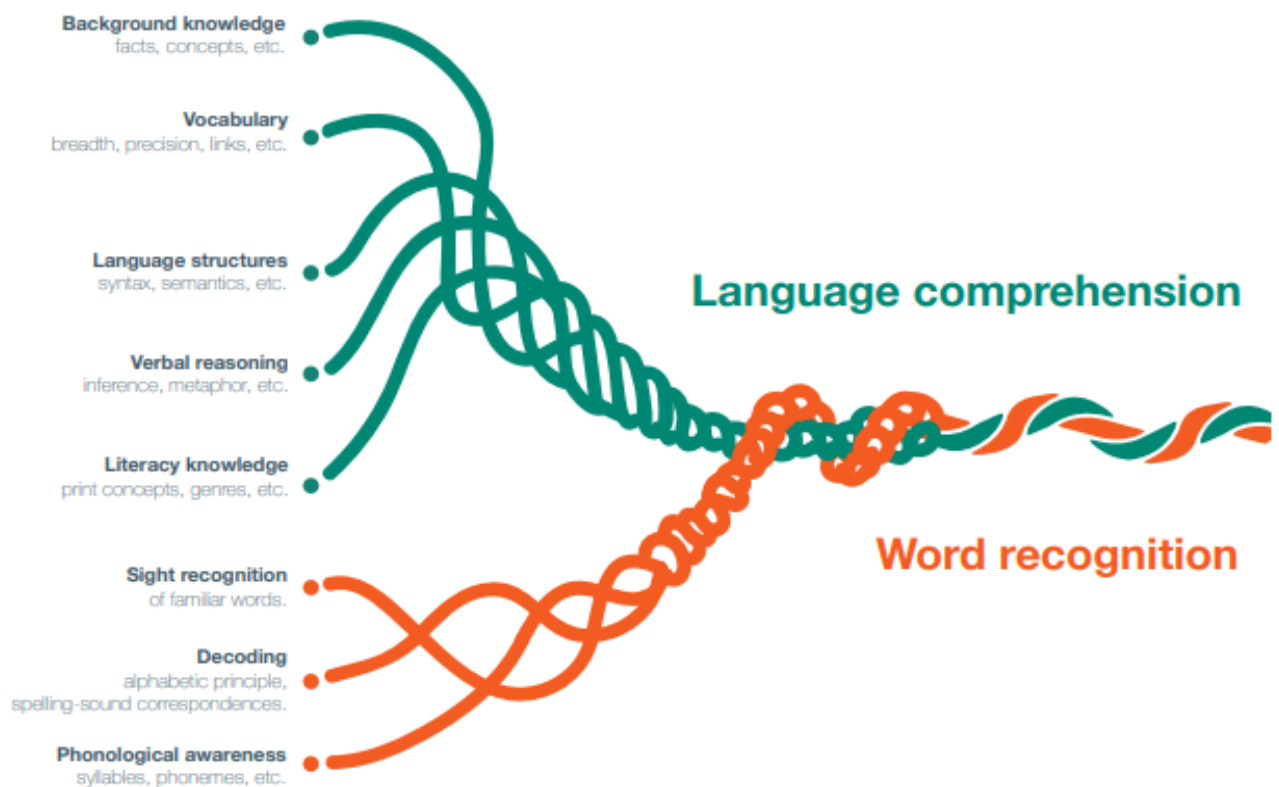 Background knowledge
facts, concepts, etc.
Vocabulary
breadth, precision, links, etc.
Language structures
syntax, semantics, etc.
Verbal reasoning
inference, metaphor, etc.
Literacy knowledge
print concepts, genres, etc.
Language comprehension
Word recognition
Sight recognition
of familiar words.
Decoding
alphabetic principle,
spelling-sound correspondences.
Phonological awareness
syllables, phonemes, etc.